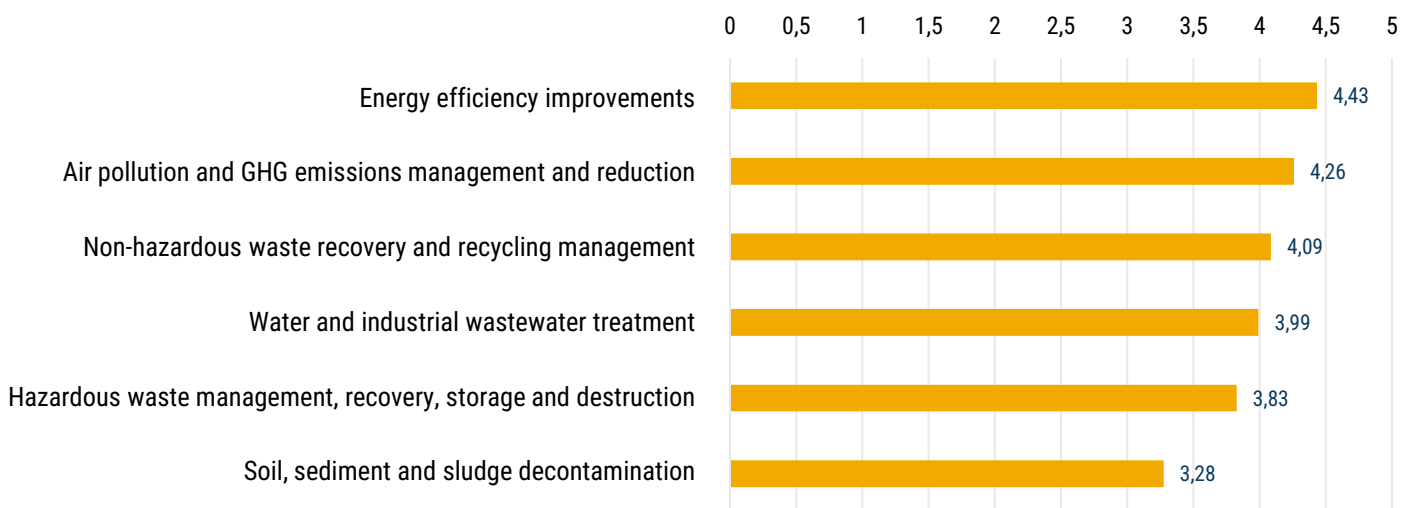 0 0,5 1 1,5 2 2,5 3 3,5 4 4,5 5
Energy efficiency improvements 4,43
Air pollution and GHG emissions management and reduction 4,26
Non-hazardous waste recovery and recycling management 4,09
Water and industrial wastewater treatment 3,99
Hazardous waste management, recovery, storage and destruction 3,83
Soil, sediment and sludge decontamination 3,28